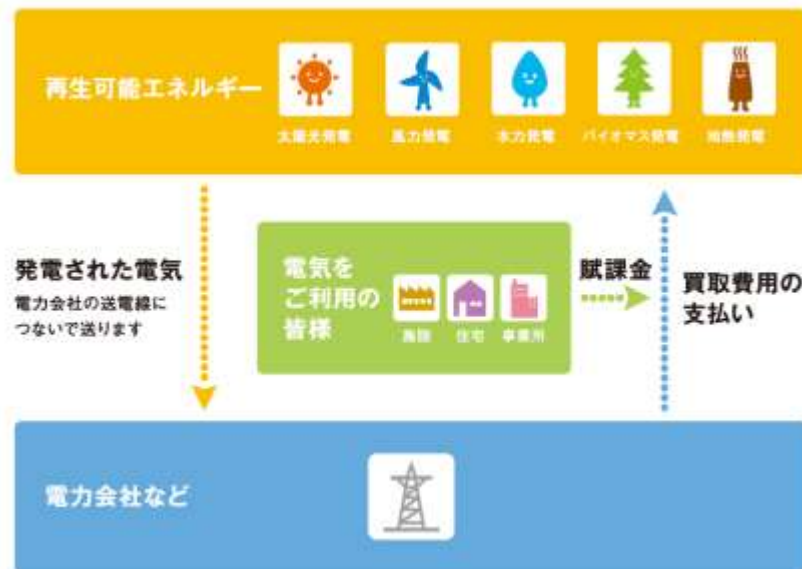 再生可能エネルギー
太陽光発電
風力発電
水力発電
バイオマス発電
地熱発電
発電された電気
電力会社の送電線に
つないで送ります
電気を
ご利用の
皆様
施設
住宅
事業所
賦課金
買取費用の
支払い
電力会社など